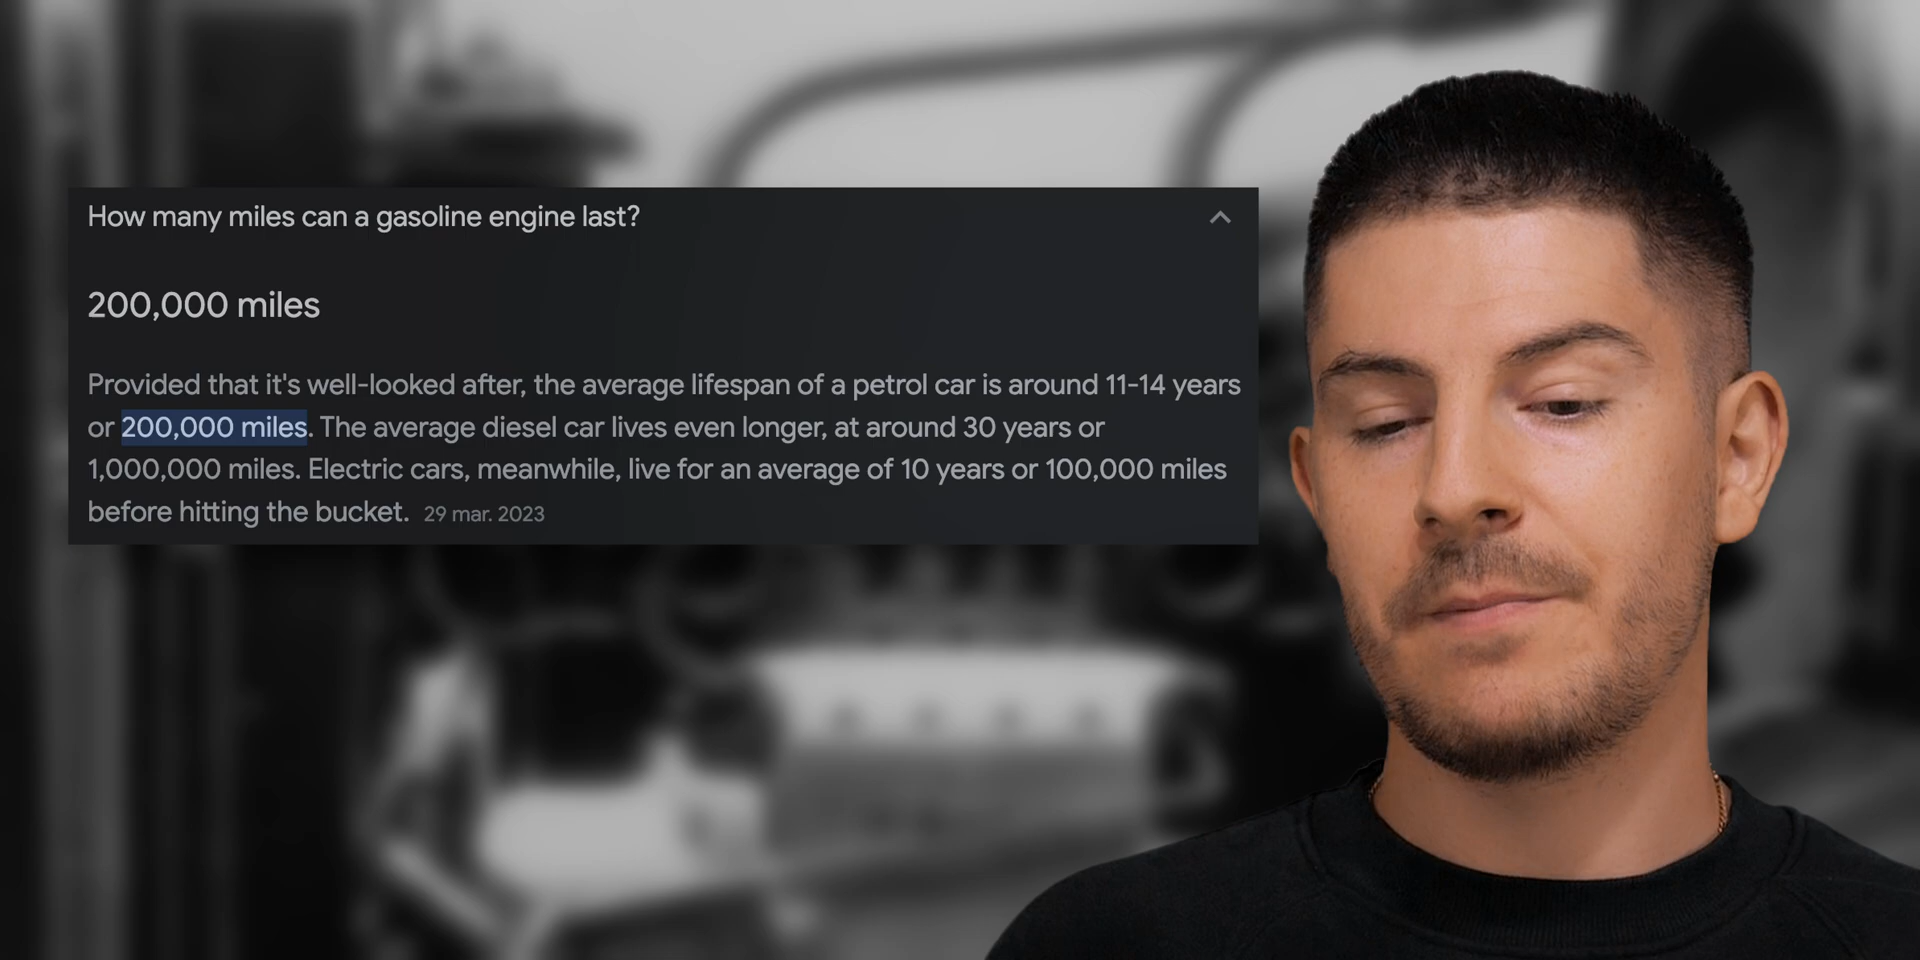 How many miles can a gasoline engine last?
200,000 miles
Provided that it's well-looked after, the average lifespan of a petrol car is around 11-14 years
or 200,000 miles. The average diesel car lives even longer, at around 30 years or
1,000,000 miles. Electric cars, meanwhile, live for an average of 10 years or 100,000 miles
before hitting the bucket. 29 mar. 2023